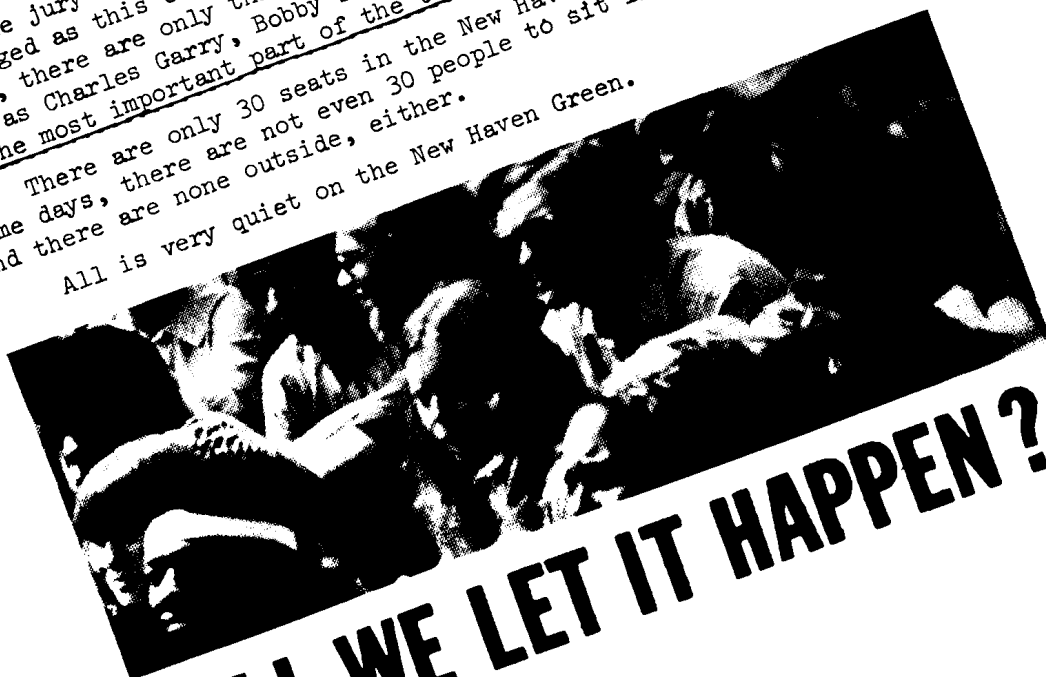 e jury
ged as this
, there are only th
as Charles Garry, Bobby
he most important part of the
There are only 30 seats in the New Hav
me days, there are not even 30 people to sit
nd there are none outside, either.
All is very quiet on the New Haven Green.
WE LET IT HAPPEN?